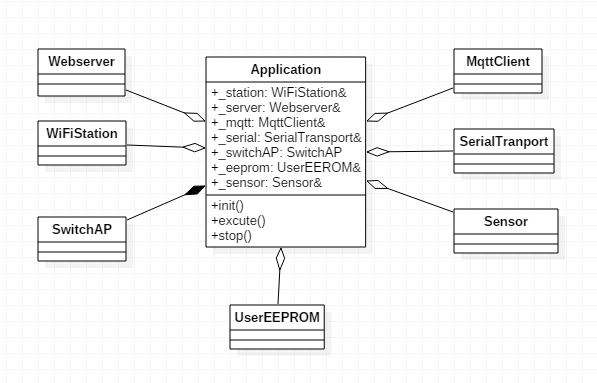 Webserver
WiFiStation
SwitchAP
Application
+_station: WiFiStation&
+_server: Webserver&
+_mqtt: MqttClient&
+_serial: SerialTransport&
+_switchAP: SwitchAP
+_eeprom: UserEEROM&
+_sensor: Sensor&
+init()
+excute()
+stop()
MqttClient
SerialTranport
Sensor
UserEEPROM